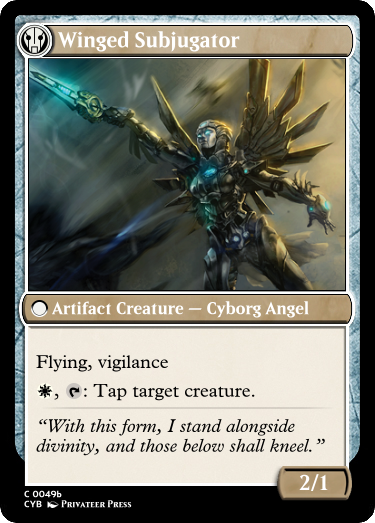 Winged Subjugator
Artifact Creature — Cyborg Angel
Flying, vigilance
, : Tap target creature.
“With this form, I stand alongside
divinity, and those below shall kneel.”
2/1
C 0049b
CYB Privateer Press